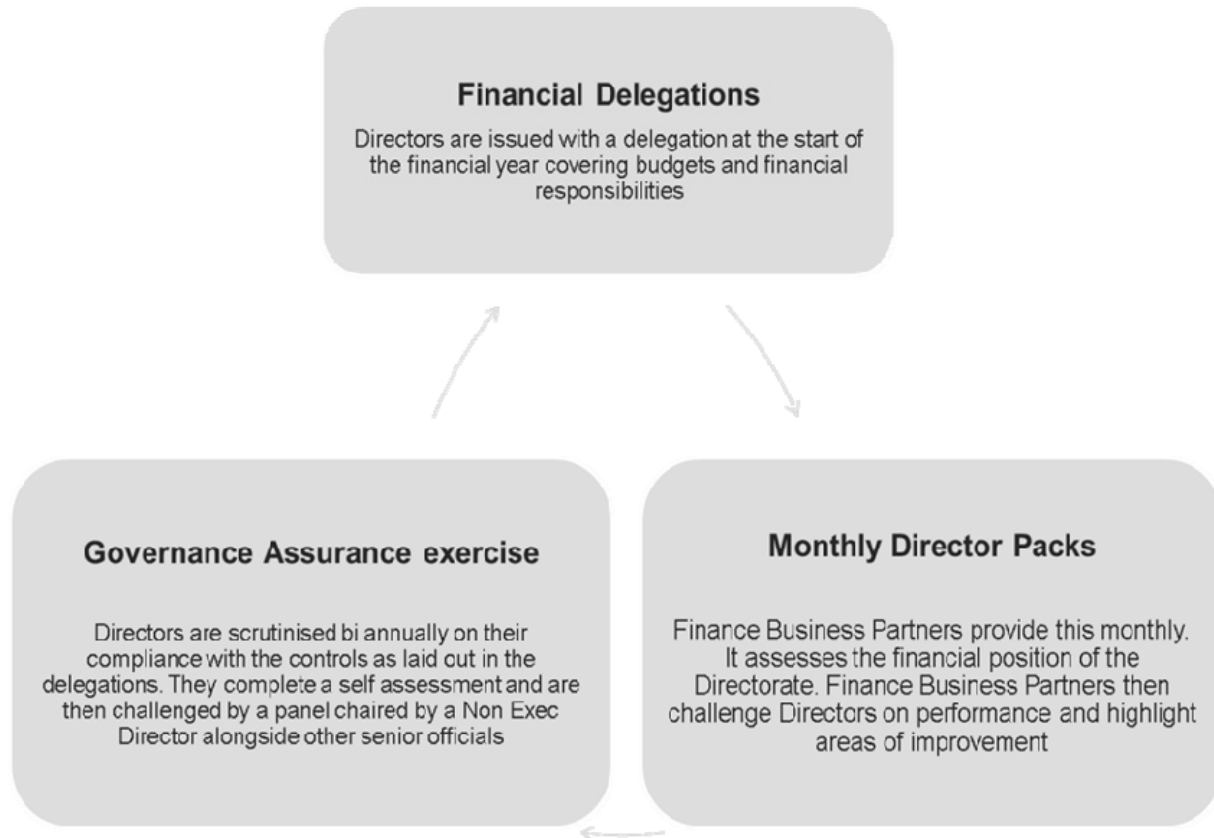 Financial Delegations
Directors are issued with a delegation at the start of
the financial year covering budgets and financial
responsibilities
Governance Assurance exercise
Directors are scrutinised bi annually on their
compliance with the controls as laid out in the
delegations. They complete a self assessment and are
then challenged by a panel chaired by a Non Exec
Director alongside other senior officials
Monthly Director Packs
Finance Business Partners provide this monthly.
It assesses the financial position of the
Directorate. Finance Business Partners then
challenge Directors on performance and highlight
areas of improvement